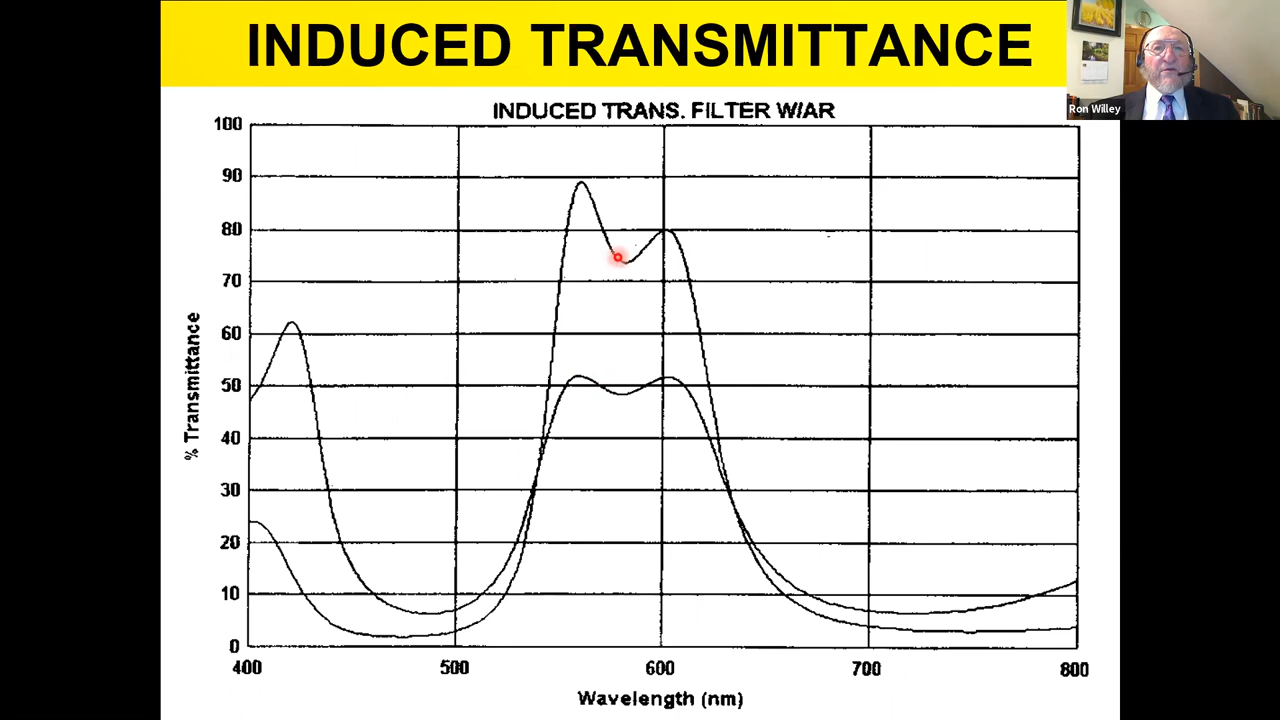 INDUCED TRANSMITTANCE
Ron Willey
INDUCED TRANS. FILTER W/AR
100
90
80
70
60
50
40
30
20
10
0
% Transmittance
400 500 600 700 800
Wavelength (nm)